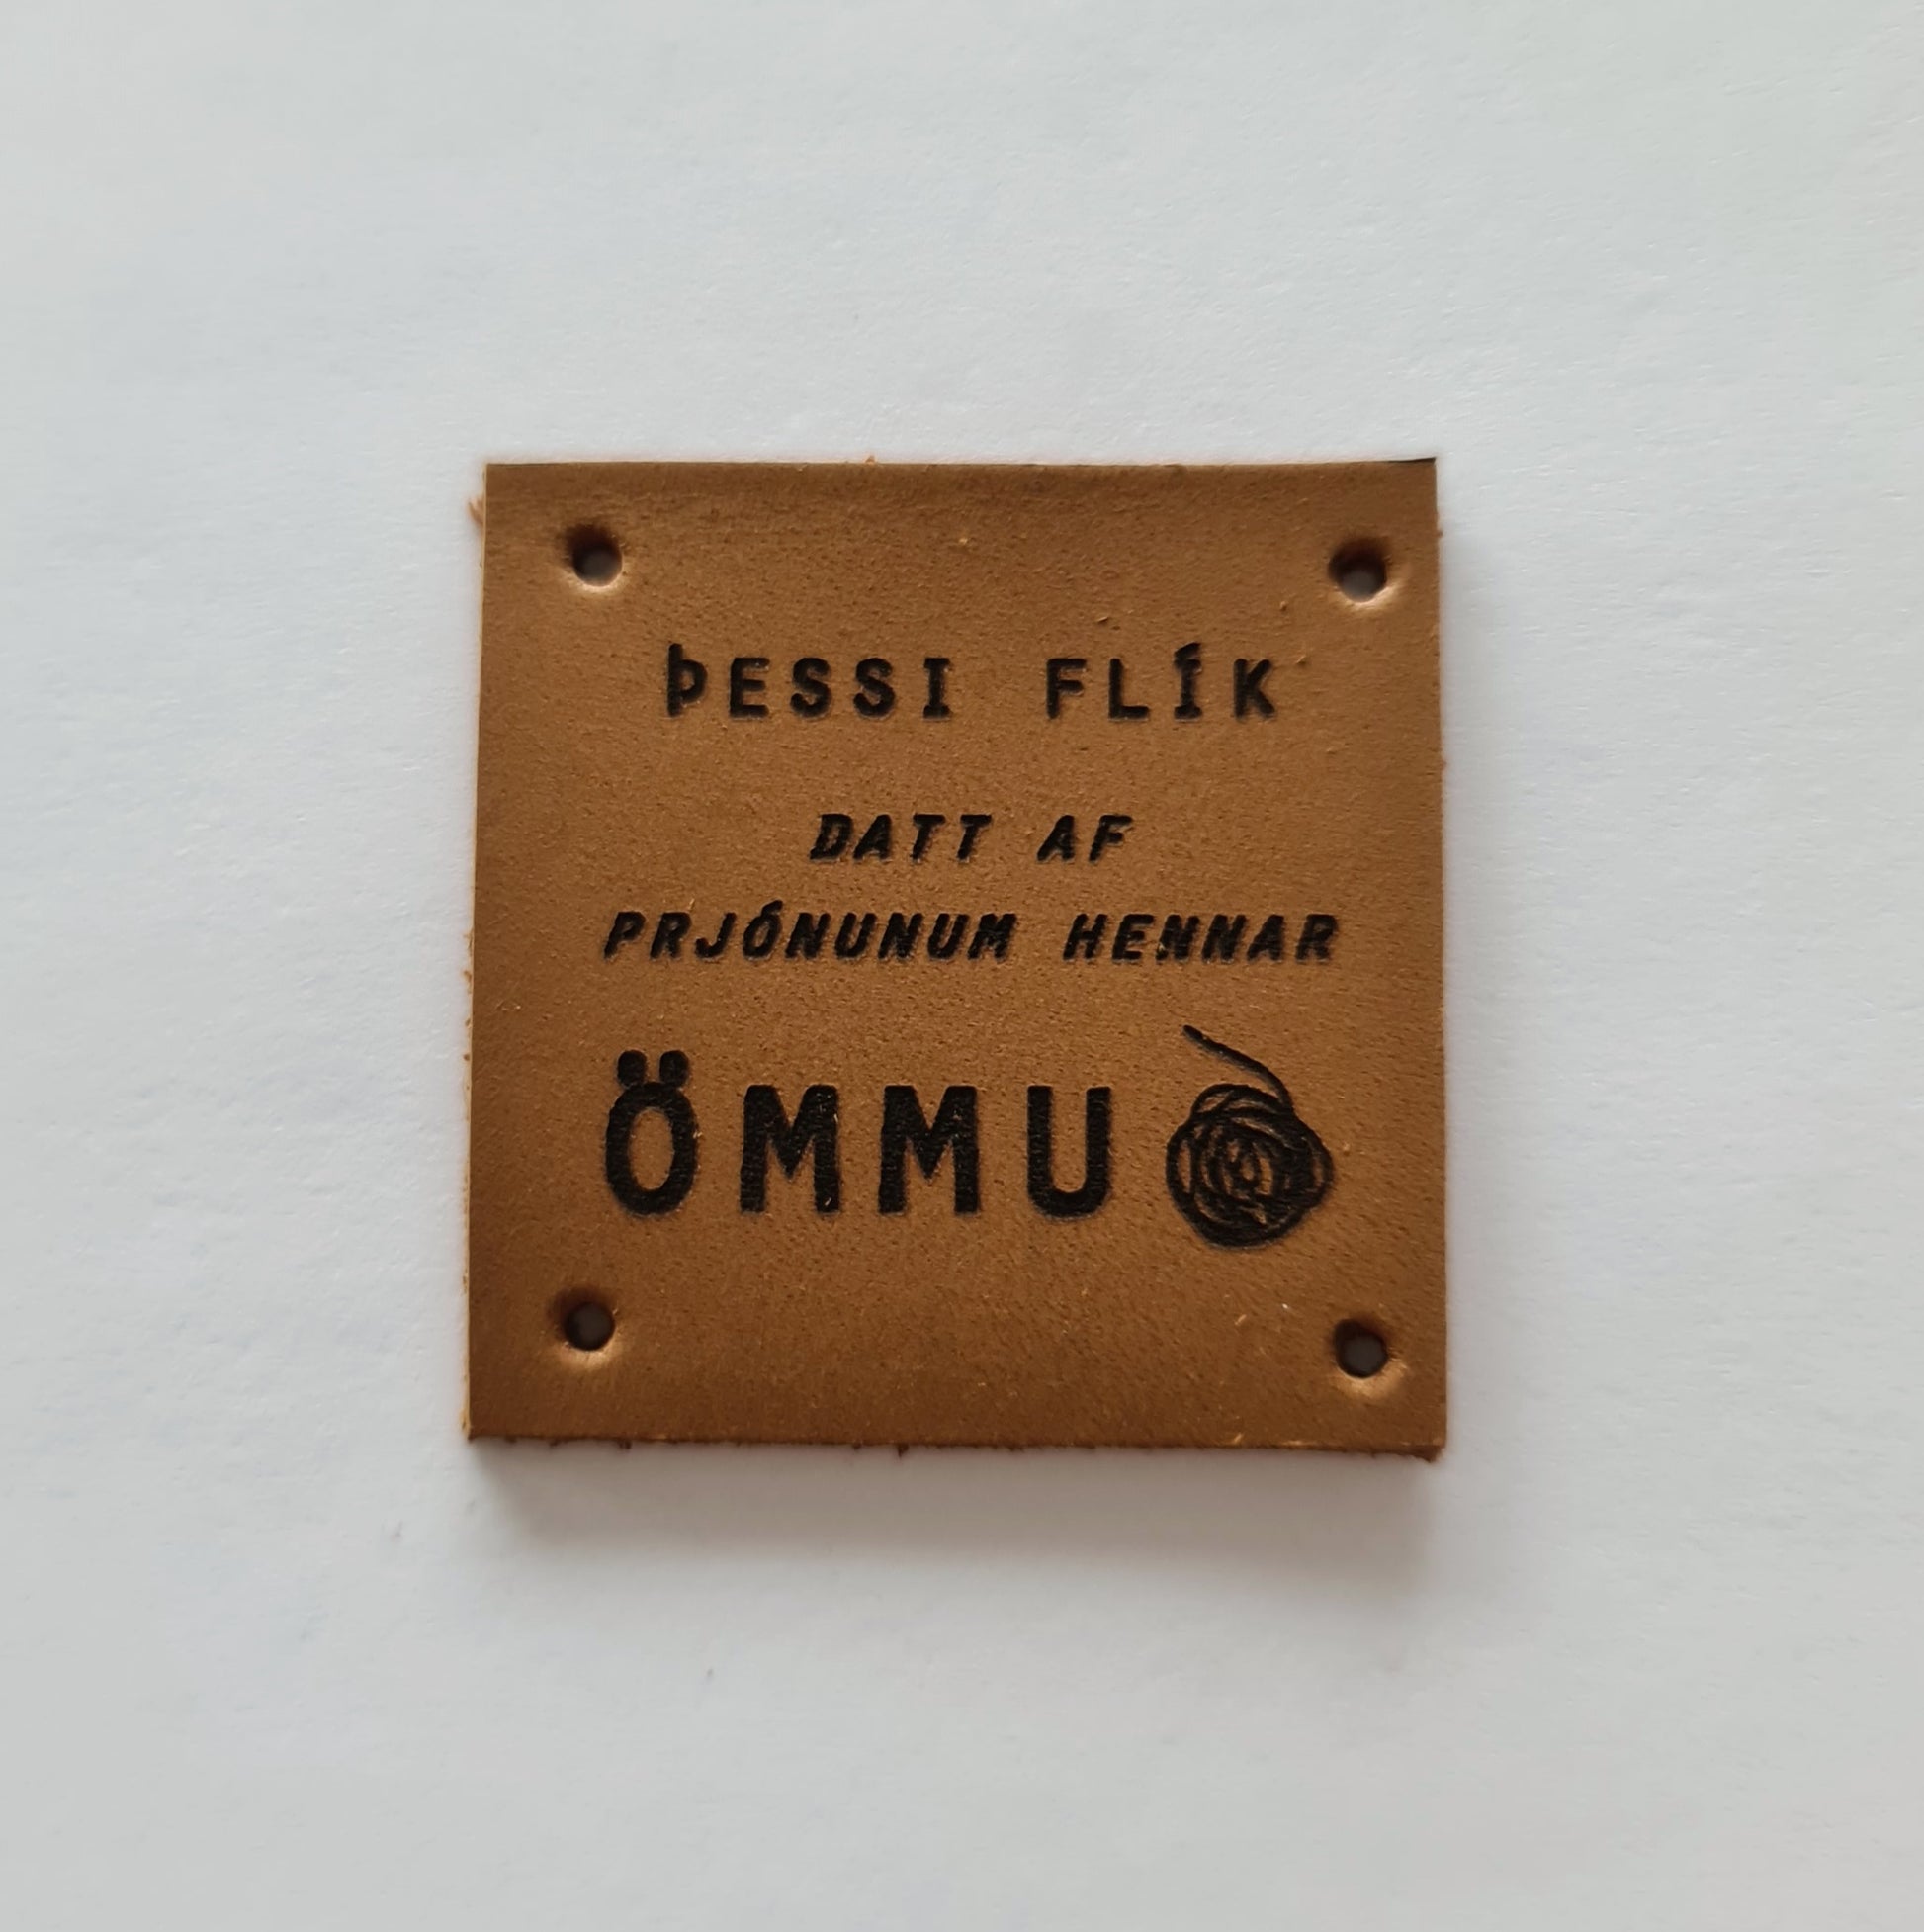 ÞESSI FLÍK
DATT AF
PRJÓNUNUM HENNAR
ÖMMU